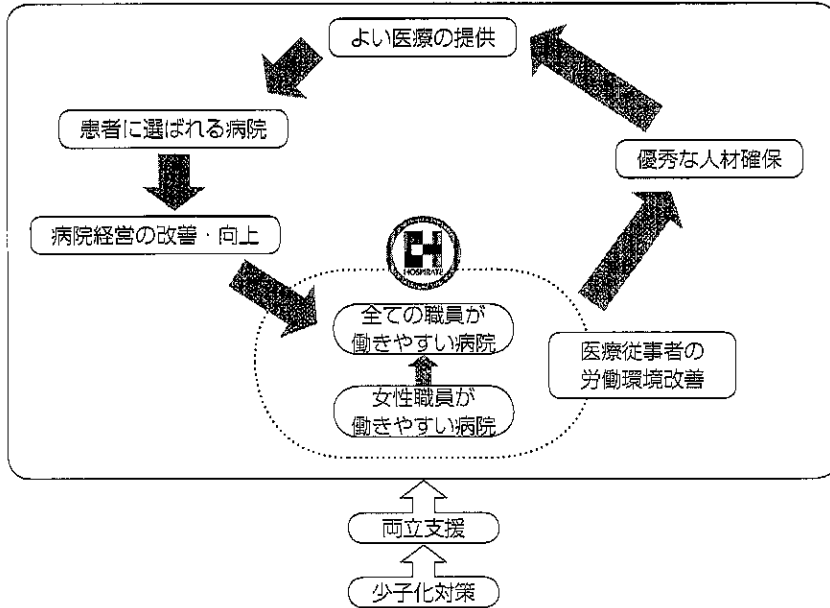 よい医療の提供
患者に選ばれる病院
優秀な人材確保
病院経営の改善・向上
HOSPIRATE
全ての職員が
働きやすい病院
医療従事者の
労働環境改善
女性職員が
働きやすい病院
両立支援
少子化対策